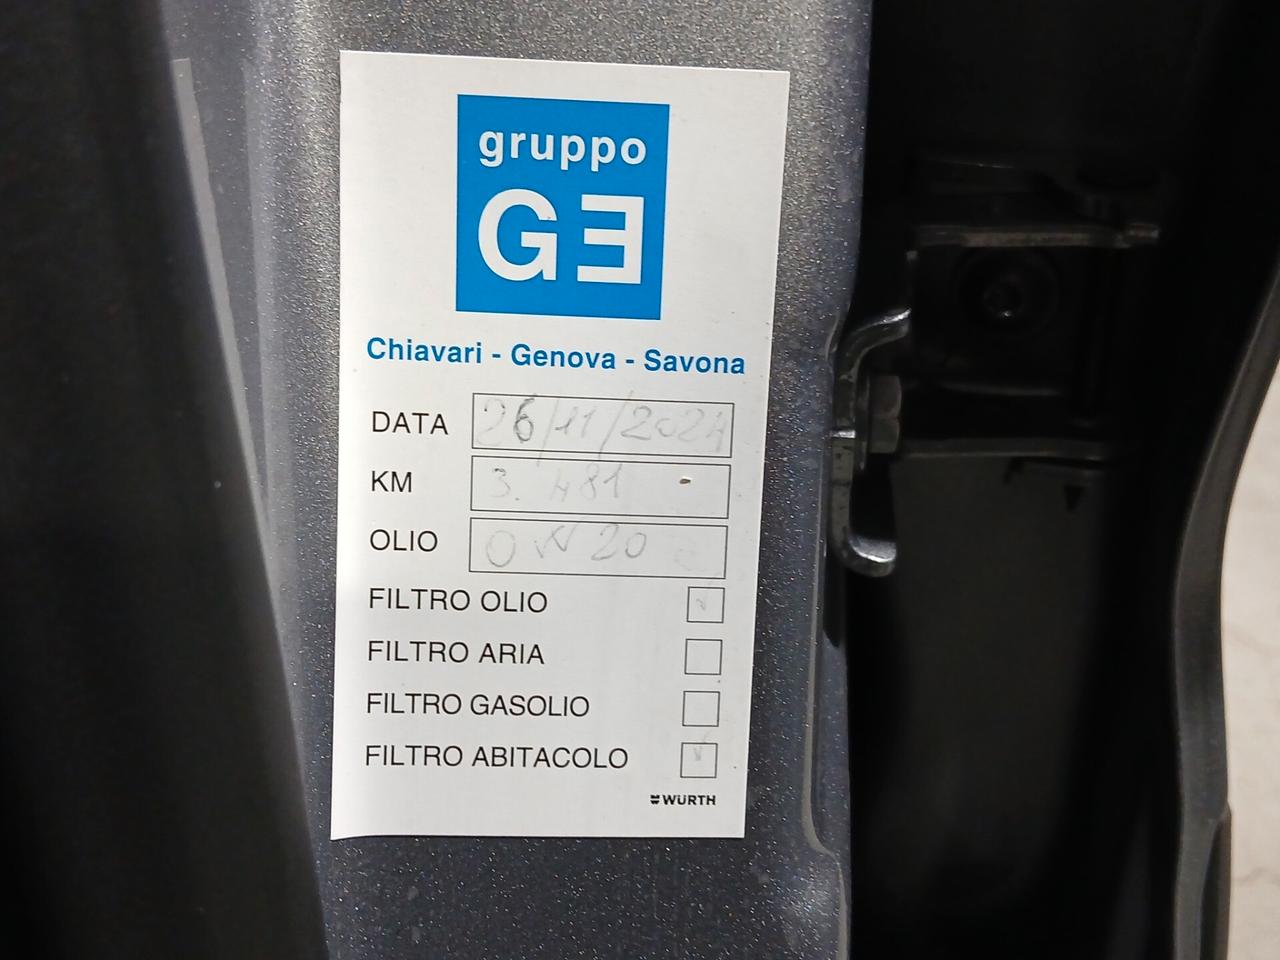 gruppo
GE
Chiavari - Genova - Savona
DATA 26/11/2024
KM 3.481
OLIO 0W20
FILTRO OLIO ✓
FILTRO ARIA
FILTRO GASOLIO
FILTRO ABITACOLO ✓
WÜRTH